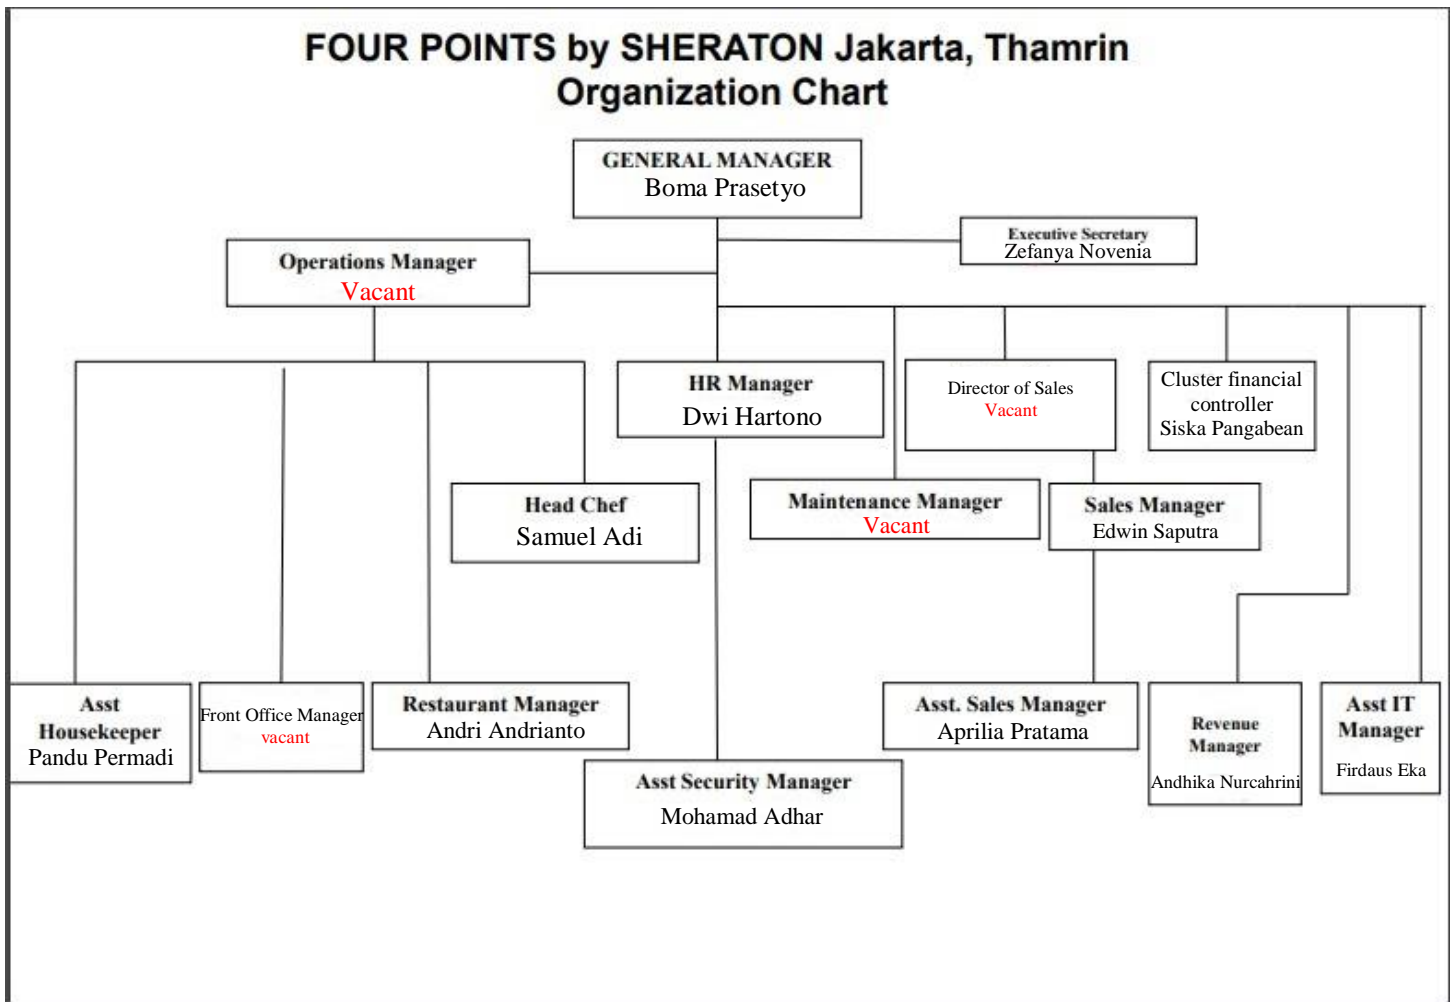 FOUR POINTS by SHERATON Jakarta, Thamrin
Organization Chart
GENERAL MANAGER
Boma Prasetyo
Executive Secretary
Zefanya Novenia
Operations Manager
Vacant
HR Manager
Dwi Hartono
Director of Sales
Vacant
Cluster financial
controller
Siska Pangabean
Head Chef
Samuel Adi
Maintenance Manager
Vacant
Sales Manager
Edwin Saputra
Asst
Housekeeper
Pandu Permadi
Front Office Manager
vacant
Restaurant Manager
Andri Andrianto
Asst Security Manager
Mohamad Adhar
Asst. Sales Manager
Aprilia Pratama
Revenue
Manager
Andhika Nurcahrini
Asst IT
Manager
Firdaus Eka